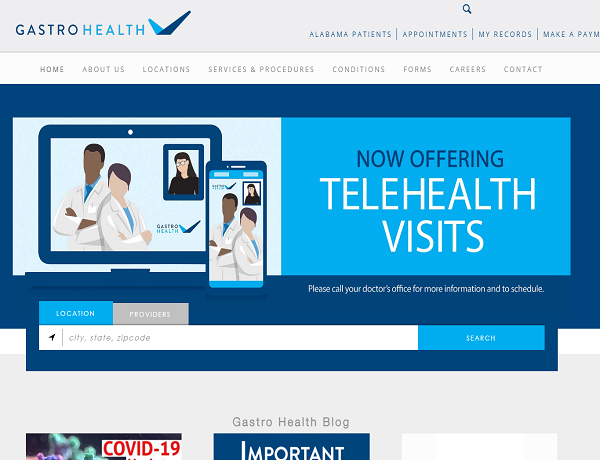 GASTRO HEALTH
ALABAMA PATIENTS
APPOINTMENTS
MY RECORDS
MAKE A PAYM
HOME
ABOUT US
LOCATIONS
SERVICES & PROCEDURES
CONDITIONS
FORMS
CAREERS
CONTACT
GASTRO
HEALTH
GASTRO
HEALTH
NOW OFFERING
TELEHEALTH
VISITS
Please call your doctor's office for more information and to schedule.
LOCATION
PROVIDERS
city, state, zipcode
SEARCH
Gastro Health Blog
COVID-19
IMPORTANT